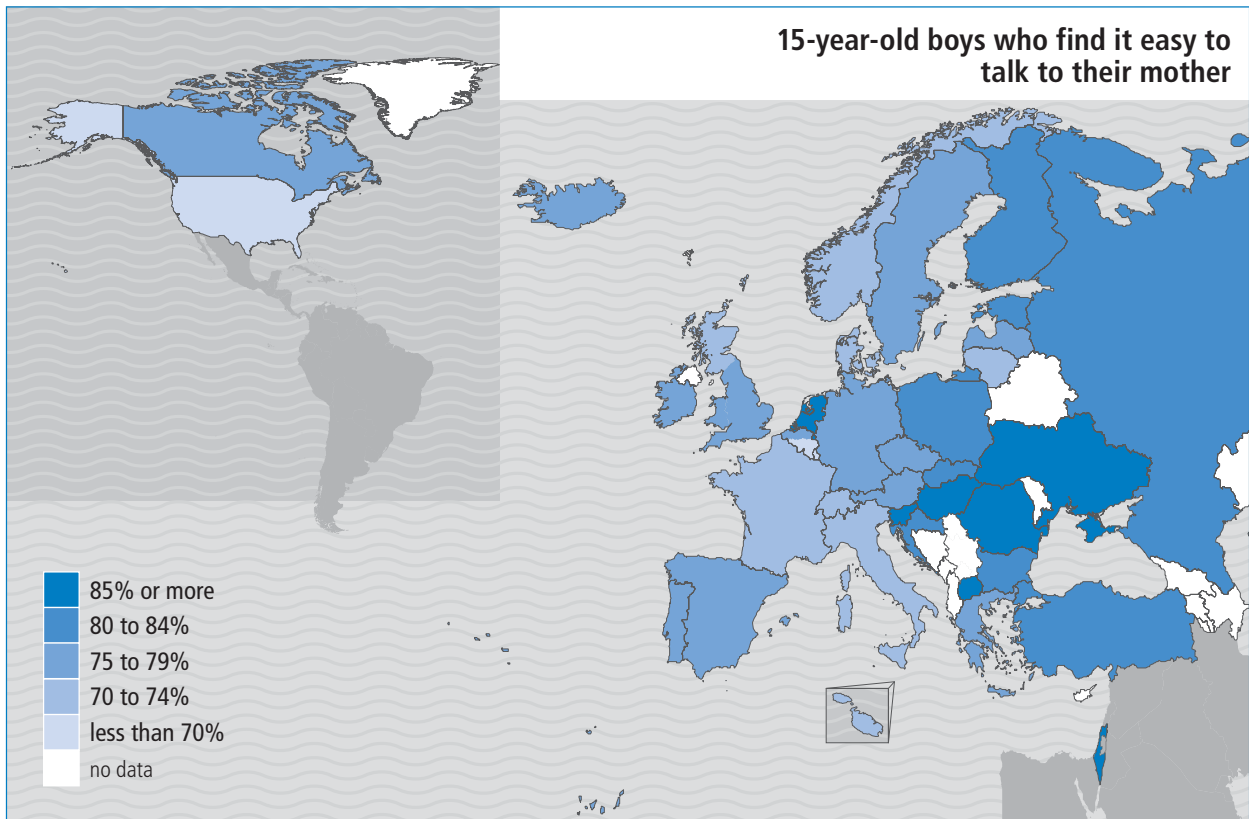 15-year-old boys who find it easy to
talk to their mother
85% or more
80 to 84%
75 to 79%
70 to 74%
less than 70%
no data